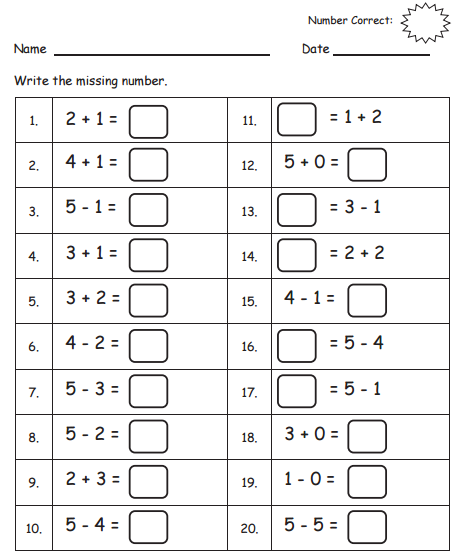 Number Correct:
Name Date
Write the missing number.
1. 2 + 1 =
2. 4 + 1 =
3. 5 - 1 =
4. 3 + 1 =
5. 3 + 2 =
6. 4 - 2 =
7. 5 - 3 =
8. 5 - 2 =
9. 2 + 3 =
10. 5 - 4 =
11. = 1 + 2
12. 5 + 0 =
13. = 3 - 1
14. = 2 + 2
15. 4 - 1 =
16. = 5 - 4
17. = 5 - 1
18. 3 + 0 =
19. 1 - 0 =
20. 5 - 5 =